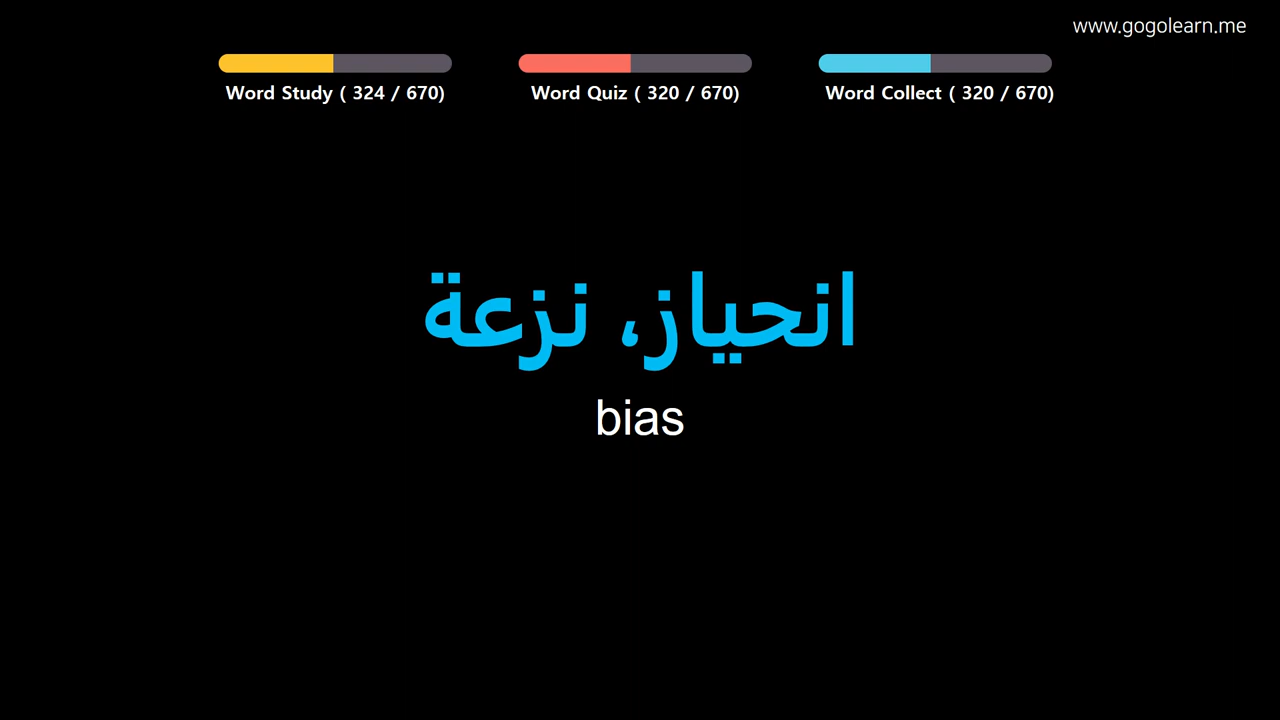 www.gogolearn.me
Word Study ( 324 / 670)
Word Quiz ( 320 / 670)
Word Collect ( 320 / 670)
انحياز، نزعة
bias